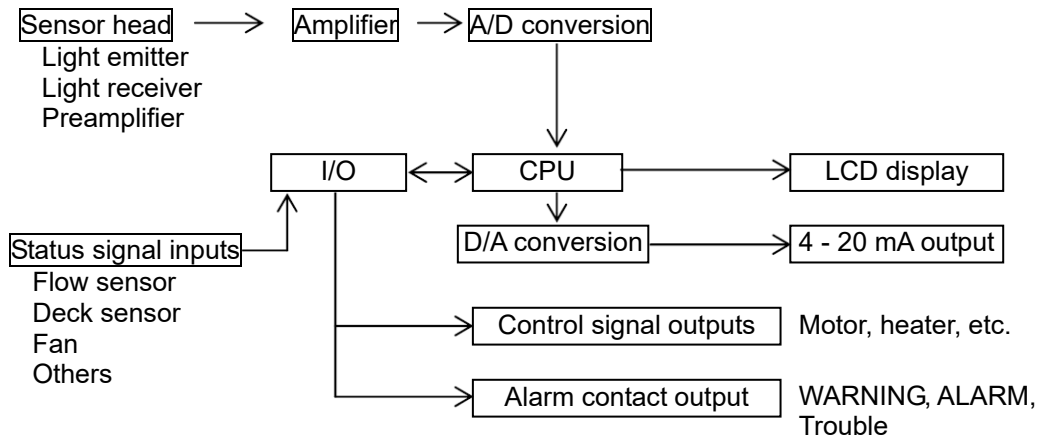 Sensor head
Amplifier
A/D conversion
Light emitter
Light receiver
Preamplifier
I/O
CPU
LCD display
Status signal inputs
D/A conversion
4 - 20 mA output
Flow sensor
Deck sensor
Fan
Others
Control signal outputs
Motor, heater, etc.
Alarm contact output
WARNING, ALARM,
Trouble